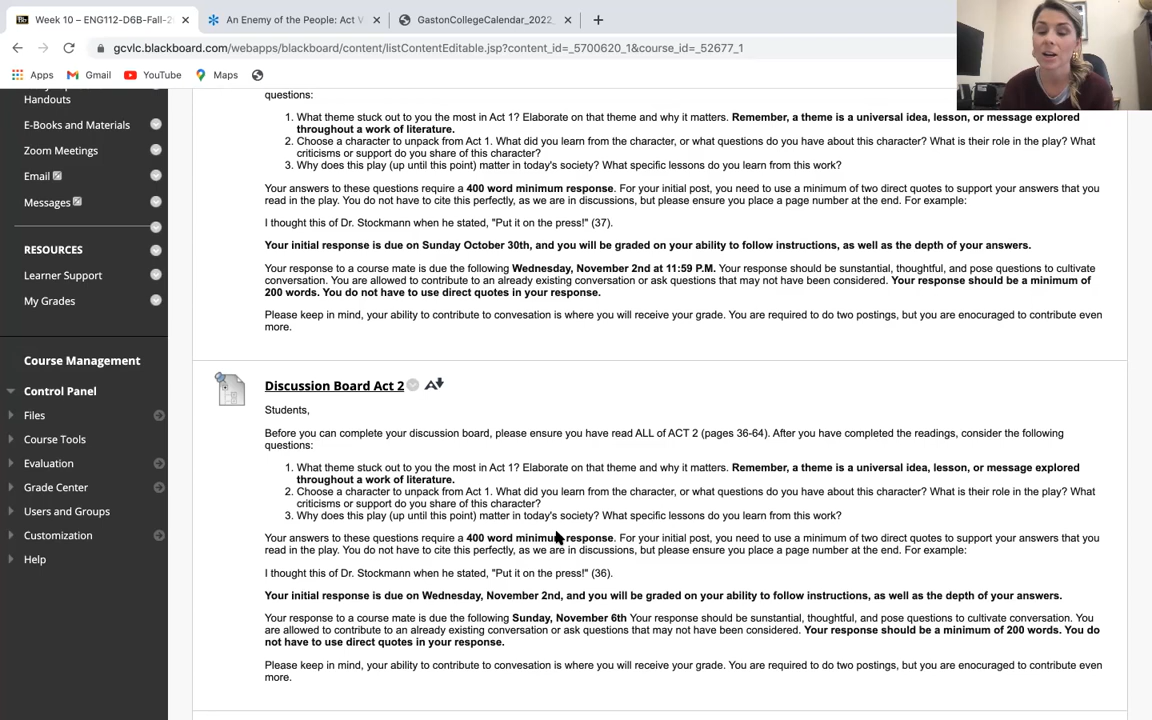 Week 10 – ENG112-D6B-Fall-2
An Enemy of the People: Act V
GastonCollegeCalendar_2022_
gcvlc.blackboard.com/webapps/blackboard/content/listContentEditable.jsp?content_id=_5700620_1&course_id=_52677_1
Apps
Gmail
YouTube
Maps
Handouts
E-Books and Materials
Zoom Meetings
Email
Messages
RESOURCES
Learner Support
My Grades
Course Management
Control Panel
Files
Course Tools
Evaluation
Grade Center
Users and Groups
Customization
Help
questions:
1. What theme stuck out to you the most in Act 1? Elaborate on that theme and why it matters. Remember, a theme is a universal idea, lesson, or message explored
throughout a work of literature.
2. Choose a character to unpack from Act 1. What did you learn from the character, or what questions do you have about this character? What is their role in the play? What
criticisms or support do you share of this character?
3. Why does this play (up until this point) matter in today's society? What specific lessons do you learn from this work?
Your answers to these questions require a 400 word minimum response. For your initial post, you need to use a minimum of two direct quotes to support your answers that you
read in the play. You do not have to cite this perfectly, as we are in discussions, but please ensure you place a page number at the end. For example:
I thought this of Dr. Stockmann when he stated, "Put it on the press!" (37).
Your initial response is due on Sunday October 30th, and you will be graded on your ability to follow instructions, as well as the depth of your answers.
Your response to a course mate is due the following Wednesday, November 2nd at 11:59 P.M. Your response should be sunstantial, thoughtful, and pose questions to cultivate
conversation. You are allowed to contribute to an already existing conversation or ask questions that may not have been considered. Your response should be a minimum of
200 words. You do not have to use direct quotes in your response.
Please keep in mind, your ability to contribute to convesation is where you will receive your grade. You are required to do two postings, but you are enocuraged to contribute even
more.
Discussion Board Act 2
Students,
Before you can complete your discussion board, please ensure you have read ALL of ACT 2 (pages 36-64). After you have completed the readings, consider the following
questions:
1. What theme stuck out to you the most in Act 1? Elaborate on that theme and why it matters. Remember, a theme is a universal idea, lesson, or message explored
throughout a work of literature.
2. Choose a character to unpack from Act 1. What did you learn from the character, or what questions do you have about this character? What is their role in the play? What
criticisms or support do you share of this character?
3. Why does this play (up until this point) matter in today's society? What specific lessons do you learn from this work?
Your answers to these questions require a 400 word minimum response. For your initial post, you need to use a minimum of two direct quotes to support your answers that you
read in the play. You do not have to cite this perfectly, as we are in discussions, but please ensure you place a page number at the end. For example:
I thought this of Dr. Stockmann when he stated, "Put it on the press!" (36).
Your initial response is due on Wednesday, November 2nd, and you will be graded on your ability to follow instructions, as well as the depth of your answers.
Your response to a course mate is due the following Sunday, November 6th Your response should be sunstantial, thoughtful, and pose questions to cultivate conversation. You
are allowed to contribute to an already existing conversation or ask questions that may not have been considered. Your response should be a minimum of 200 words. You do
not have to use direct quotes in your response.
Please keep in mind, your ability to contribute to convesation is where you will receive your grade. You are required to do two postings, but you are enocuraged to contribute even
more.